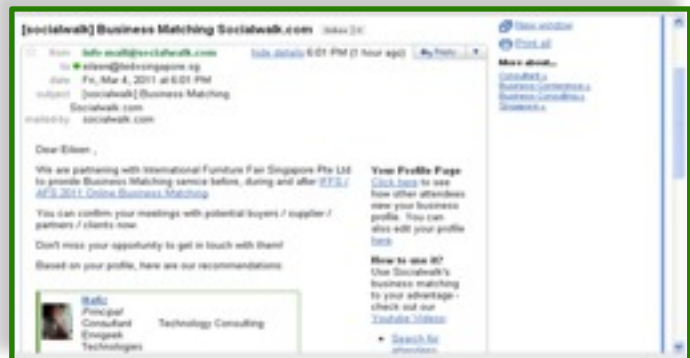 [socialwalk] Business Matching Socialwalk.com Inbox
from
hide details 6:01 PM (1 hour ago) Reply
to
date Fri, Mar 4, 2011 at 6:01 PM
subject [socialwalk] Business Matching
Socialwalk.com
mailed-by socialwalk.com
Dear Eileen ,
We are partnering with International Furniture Fair Singapore Pte Ltd
to provide Business Matching service before, during and after IFFS /
AFS 2011 Online Business Matching
You can confirm your meetings with potential buyers / supplier /
partners / clients now.
Don't miss your opportunity to get in touch with them!
Based on your profile, here are our recommendations:
Principal
Consultant Technology Consulting
Envigeek
Technologies
Your Profile Page
Click here to see
how other attendees
view your business
profile. You can
also edit your profile
here.
How to use it?
Use Socialwalk's
business matching
to your advantage -
check out our
Youtube Videos:
Search for
attendees
New window
Print all
More about...
Consultant »
Business Conference »
Business Consulting »
Singapore »